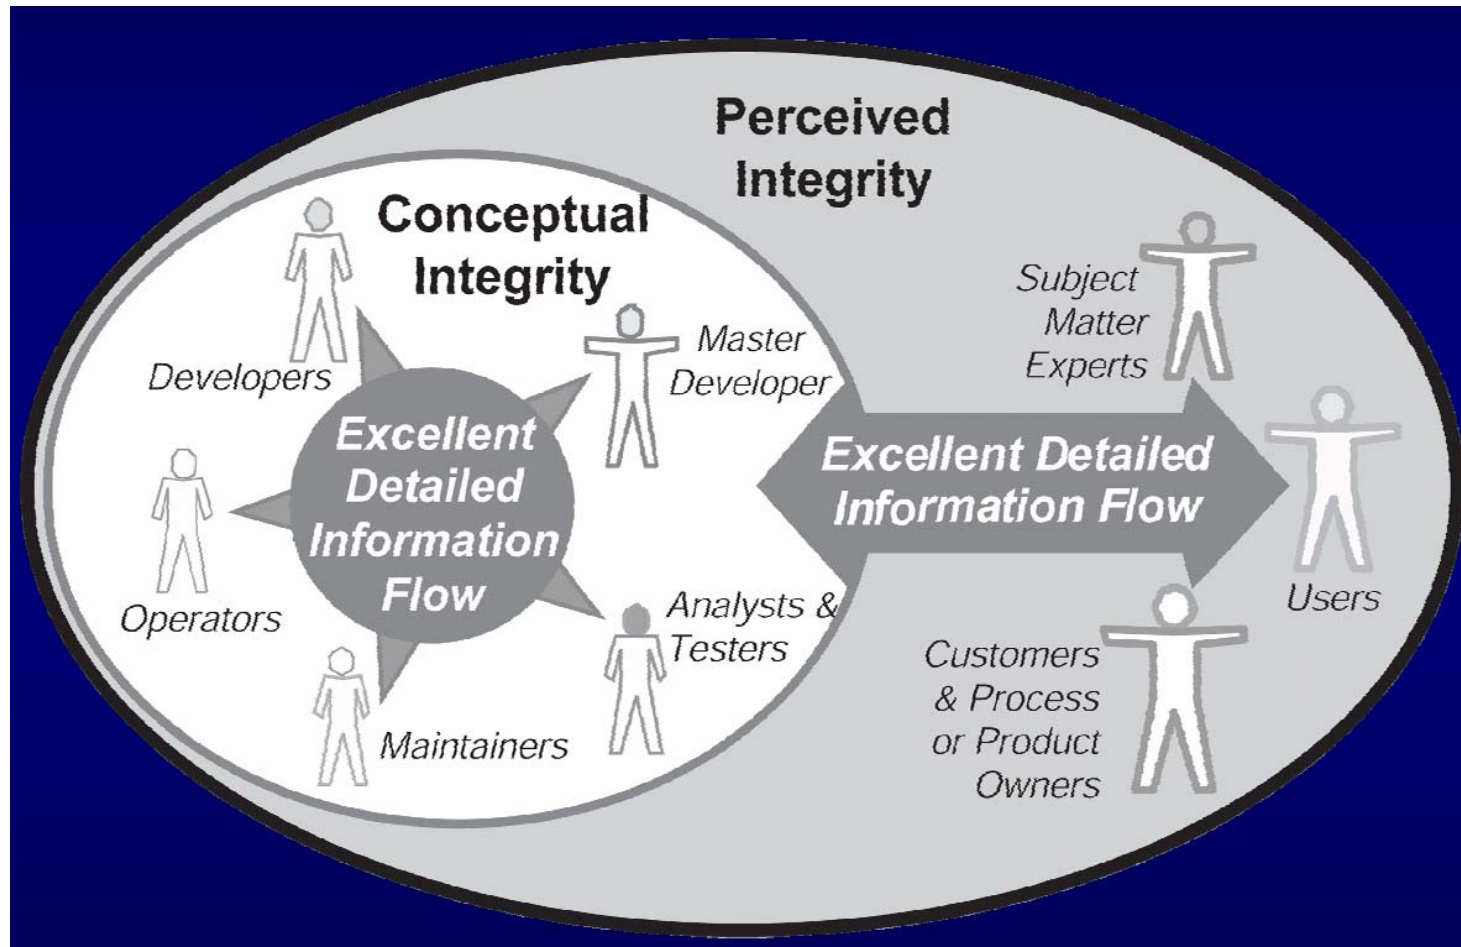 Perceived
Integrity
Conceptual
Integrity
Developers
Master
Developer
Excellent
Detailed
Information
Flow
Operators
Maintainers
Analysts &
Testers
Excellent Detailed
Information Flow
Subject
Matter
Experts
Users
Customers
& Process
or Product
Owners